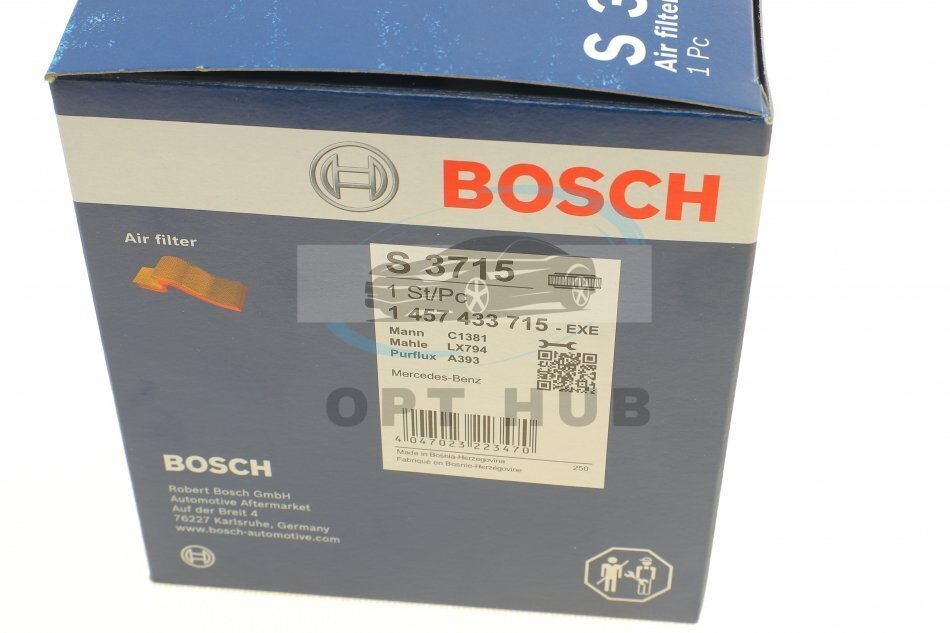 S 3
Air filter
1 Pc
BOSCH
Air filter
S 3715
1 St/Pc
1 457 433 715 - EXE
Mann C1381
Mahle LX794
Purflux A393
Mercedes-Benz
OPT HUB
4 047023 223470
Made in Bosnia-Herzegovina
Fabriqué en Bosnie-Herzégovine
250
BOSCH
Robert Bosch GmbH
Automotive Aftermarket
Auf der Breit 4
76227 Karlsruhe, Germany
www.bosch-automotive.com